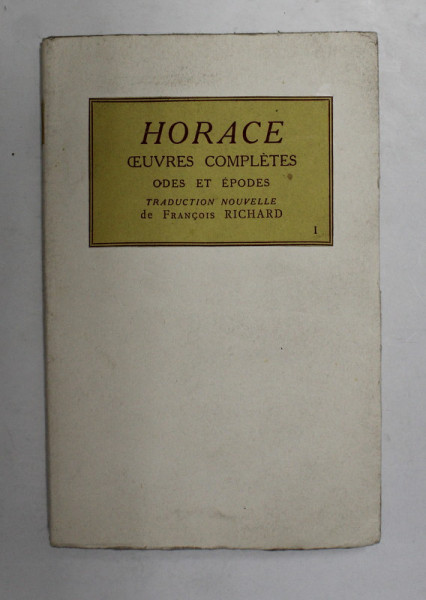 HORACE
ŒUVRES COMPLÈTES
ODES ET ÉPODES
TRADUCTION NOUVELLE
de FRANÇOIS RICHARD
1